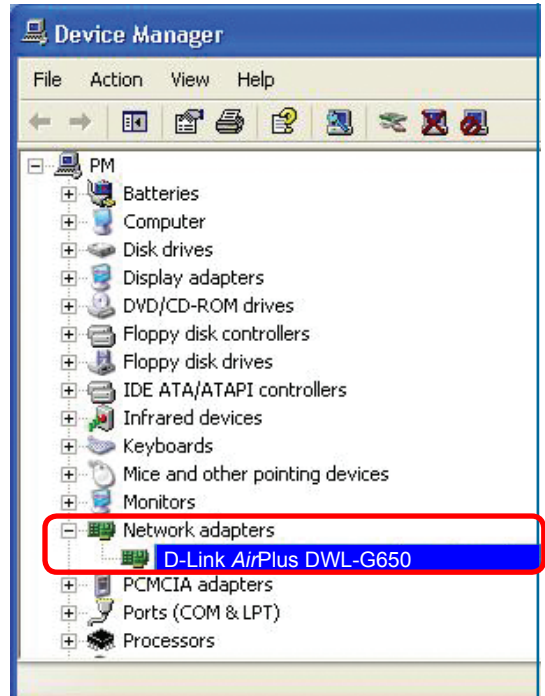 Device Manager
File Action View Help
PM
Batteries
Computer
Disk drives
Display adapters
DVD/CD-ROM drives
Floppy disk controllers
Floppy disk drives
IDE ATA/ATAPI controllers
Infrared devices
Keyboards
Mice and other pointing devices
Monitors
Network adapters
D-Link AirPlus DWL-G650
PCMCIA adapters
Ports (COM & LPT)
Processors